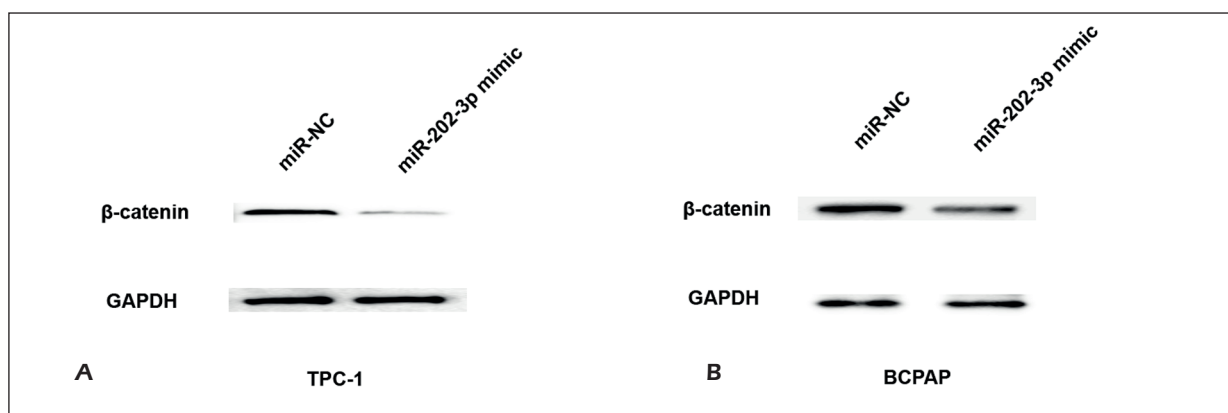 miR-NC
miR-202-3p mimic
β-catenin
GAPDH
A
TPC-1
miR-NC
miR-202-3p mimic
β-catenin
GAPDH
B
BCPAP